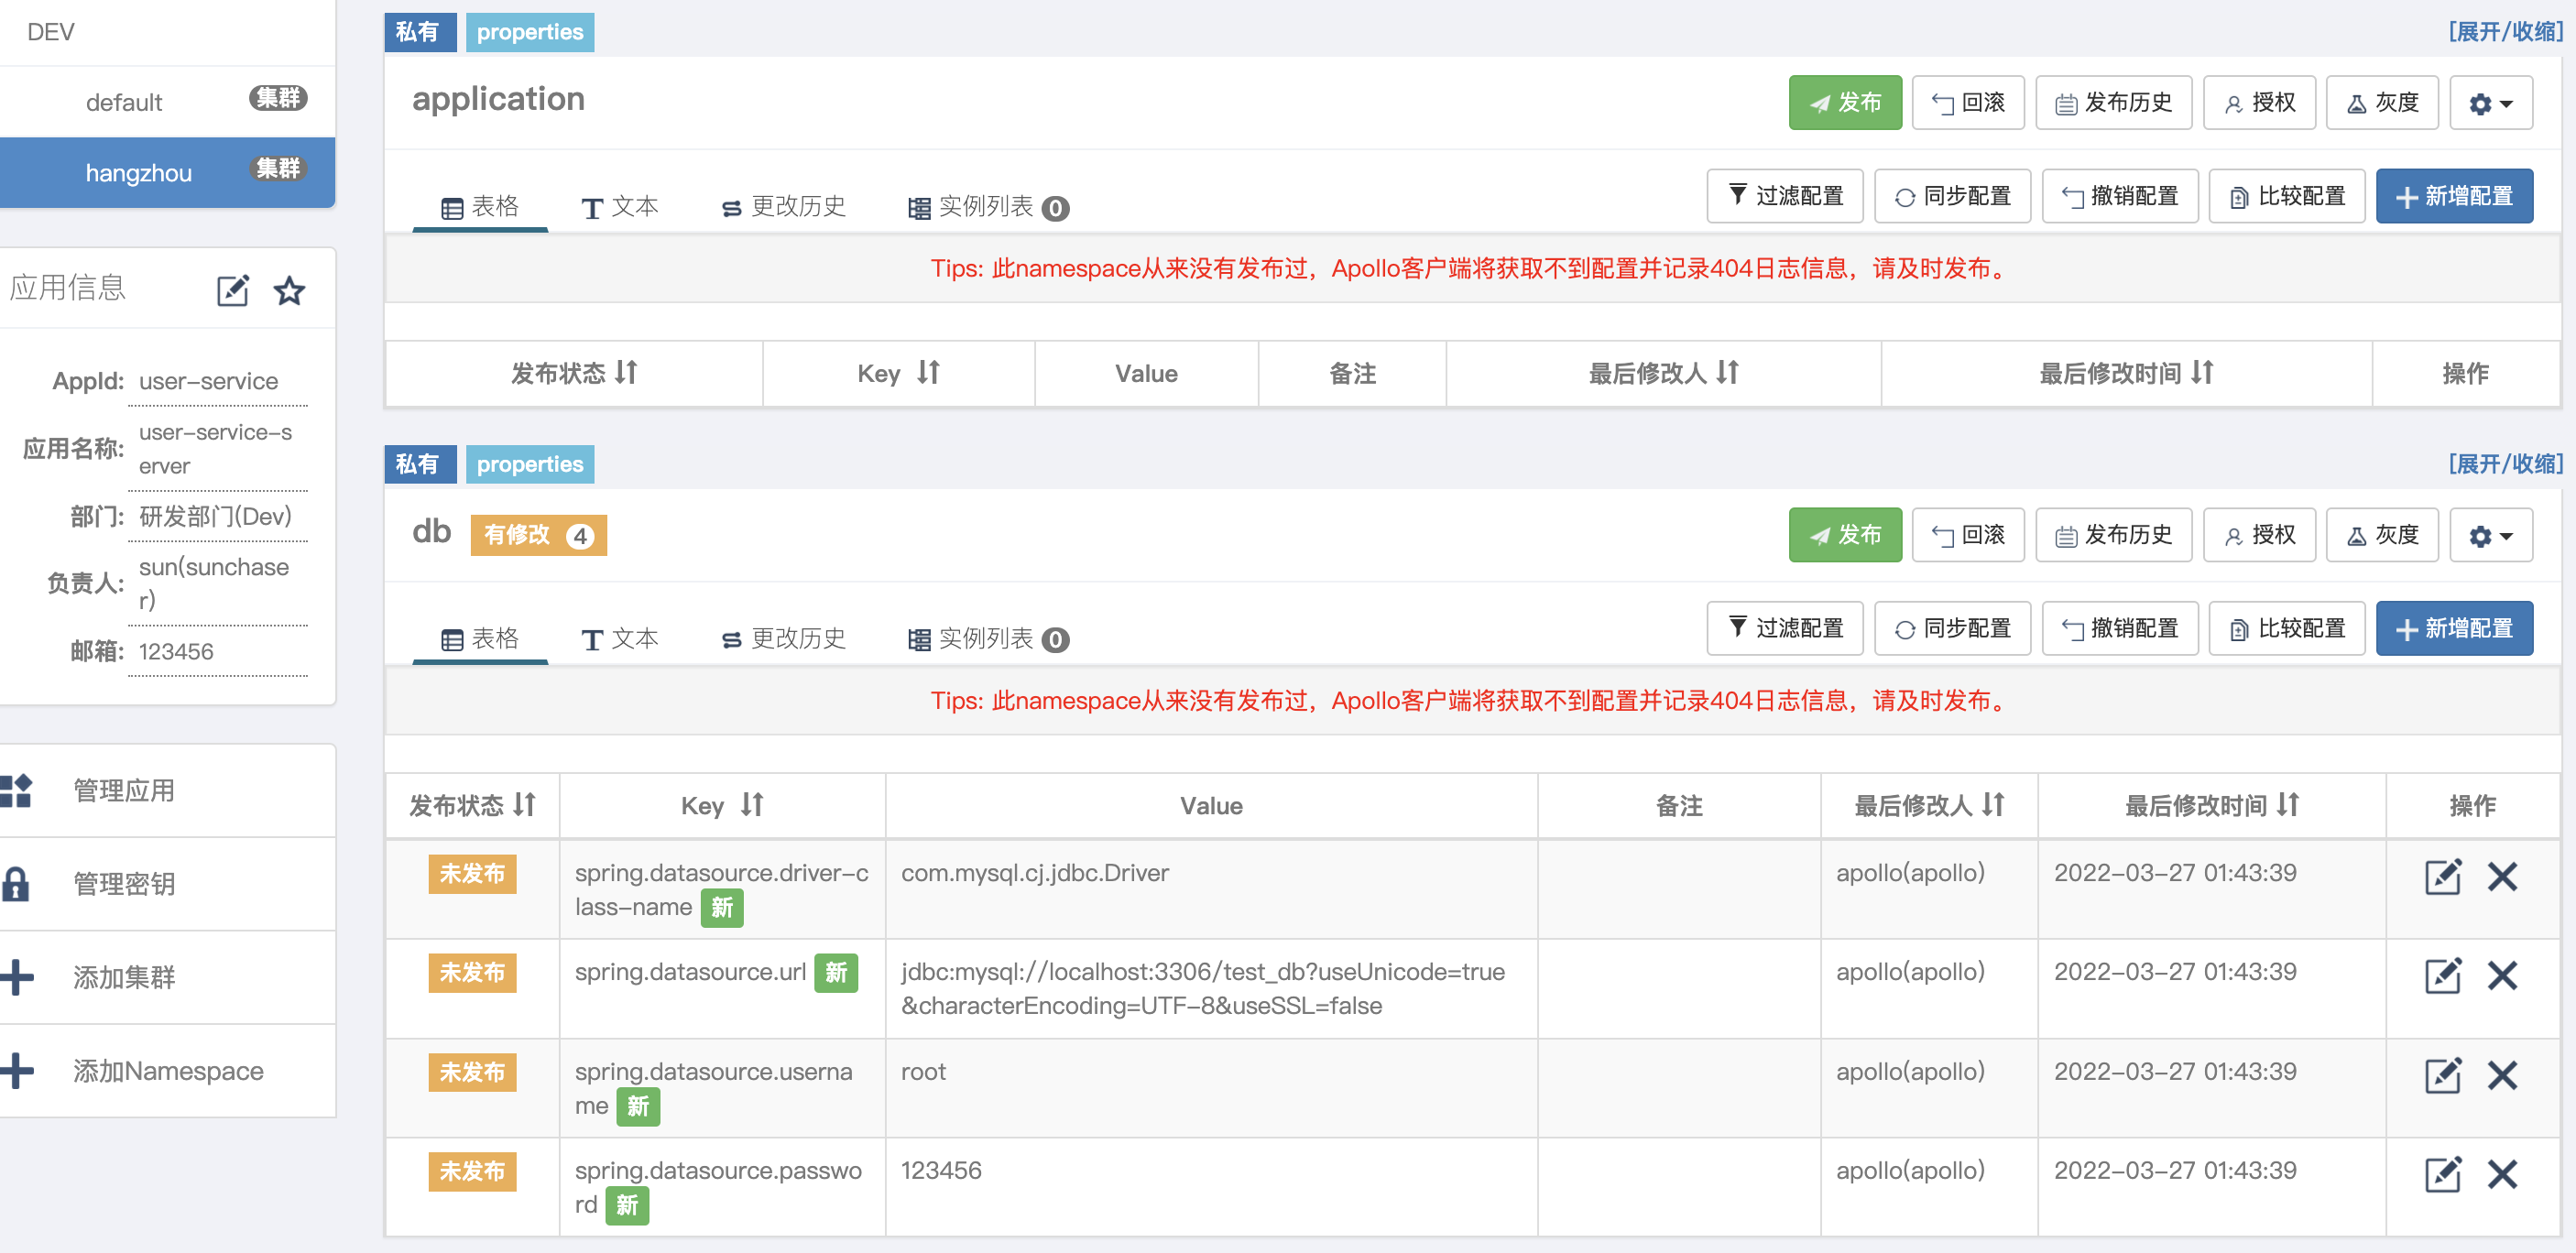 DEV
default 集群
hangzhou 集群
应用信息
AppId: user-service
应用名称: user-service-s
erver
部门: 研发部门(Dev)
负责人: sun(sunchase
r)
邮箱: 123456
管理应用
管理密钥
添加集群
添加Namespace
私有 properties [展开/收缩]
application 发布 回滚 发布历史 授权 灰度
表格 文本 更改历史 实例列表 0 过滤配置 同步配置 撤销配置 比较配置 新增配置
Tips: 此namespace从来没有发布过，Apollo客户端将获取不到配置并记录404日志信息，请及时发布。
发布状态 Key Value 备注 最后修改人 最后修改时间 操作
私有 properties [展开/收缩]
db 有修改 4 发布 回滚 发布历史 授权 灰度
表格 文本 更改历史 实例列表 0 过滤配置 同步配置 撤销配置 比较配置 新增配置
Tips: 此namespace从来没有发布过，Apollo客户端将获取不到配置并记录404日志信息，请及时发布。
发布状态 Key Value 备注 最后修改人 最后修改时间 操作
未发布 spring.datasource.driver-c com.mysql.cj.jdbc.Driver apollo(apollo) 2022-03-27 01:43:39
lass-name 新
未发布 spring.datasource.url 新 jdbc:mysql://localhost:3306/test_db?useUnicode=true apollo(apollo) 2022-03-27 01:43:39
&characterEncoding=UTF-8&useSSL=false
未发布 spring.datasource.userna root apollo(apollo) 2022-03-27 01:43:39
me 新
未发布 spring.datasource.passwo 123456 apollo(apollo) 2022-03-27 01:43:39
rd 新